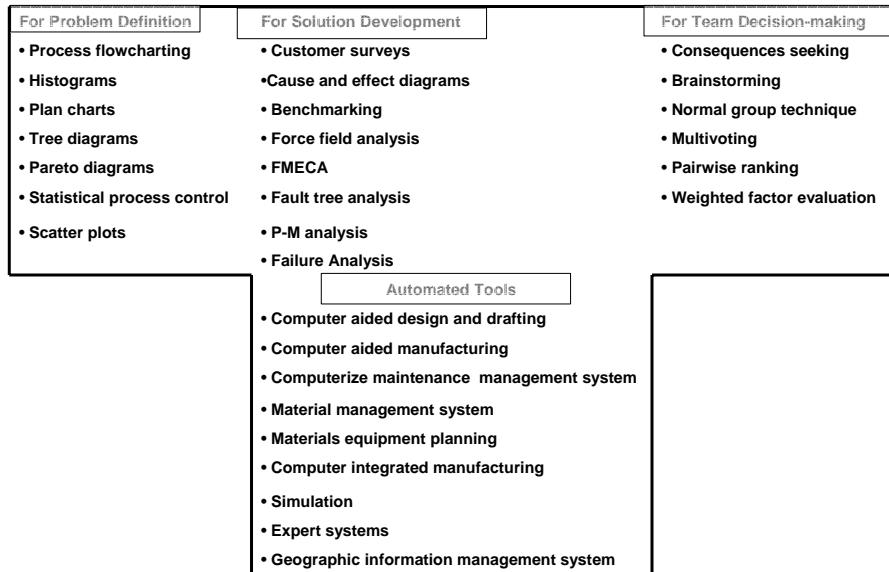 For Problem Definition
• Process flowcharting
• Histograms
• Plan charts
• Tree diagrams
• Pareto diagrams
• Statistical process control
• Scatter plots
For Solution Development
• Customer surveys
•Cause and effect diagrams
• Benchmarking
• Force field analysis
• FMECA
• Fault tree analysis
• P-M analysis
• Failure Analysis
For Team Decision-making
• Consequences seeking
• Brainstorming
• Normal group technique
• Multivoting
• Pairwise ranking
• Weighted factor evaluation
Automated Tools
• Computer aided design and drafting
• Computer aided manufacturing
• Computerize maintenance management system
• Material management system
• Materials equipment planning
• Computer integrated manufacturing
• Simulation
• Expert systems
• Geographic information management system